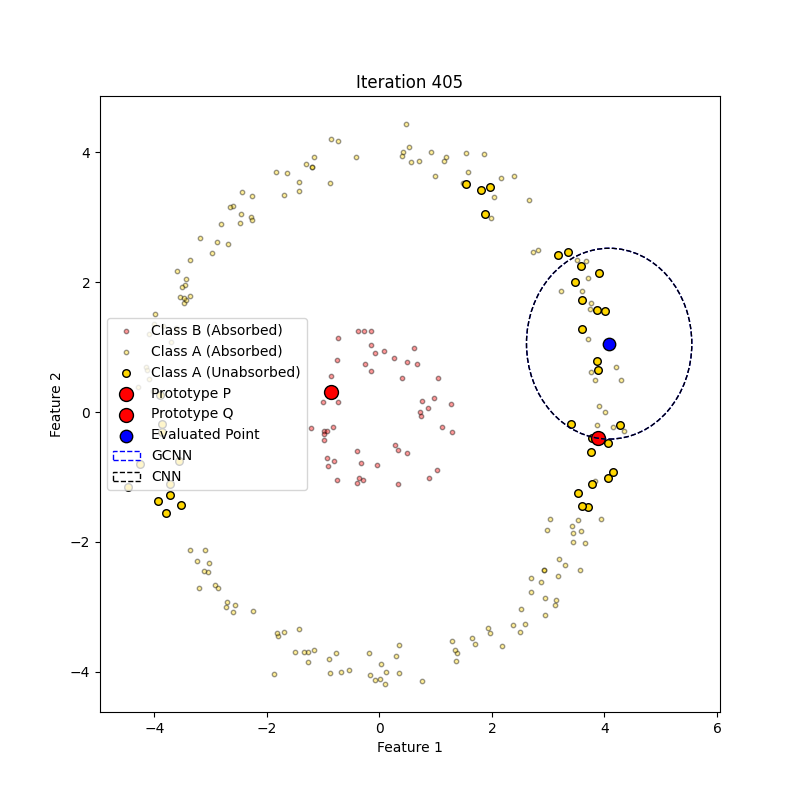 Iteration 405
Feature 2
4
2
0
−2
−4
Class B (Absorbed)
Class A (Absorbed)
Class A (Unabsorbed)
Prototype P
Prototype Q
Evaluated Point
GCNN
CNN
−4 −2 0 2 4 6
Feature 1